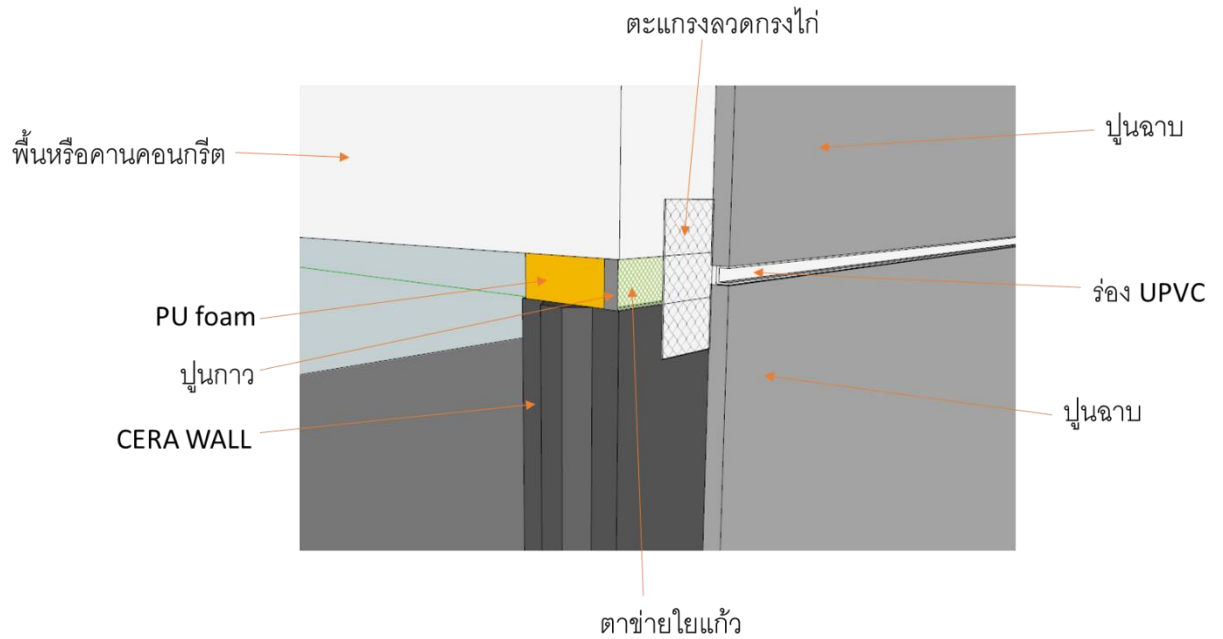 ตะแกรงลวดกรงไก่
ปูนฉาบ
พื้นหรือคานคอนกรีต
ร่อง UPVC
PU foam
ปูนกาว
ปูนฉาบ
CERA WALL
ตาข่ายใยแก้ว